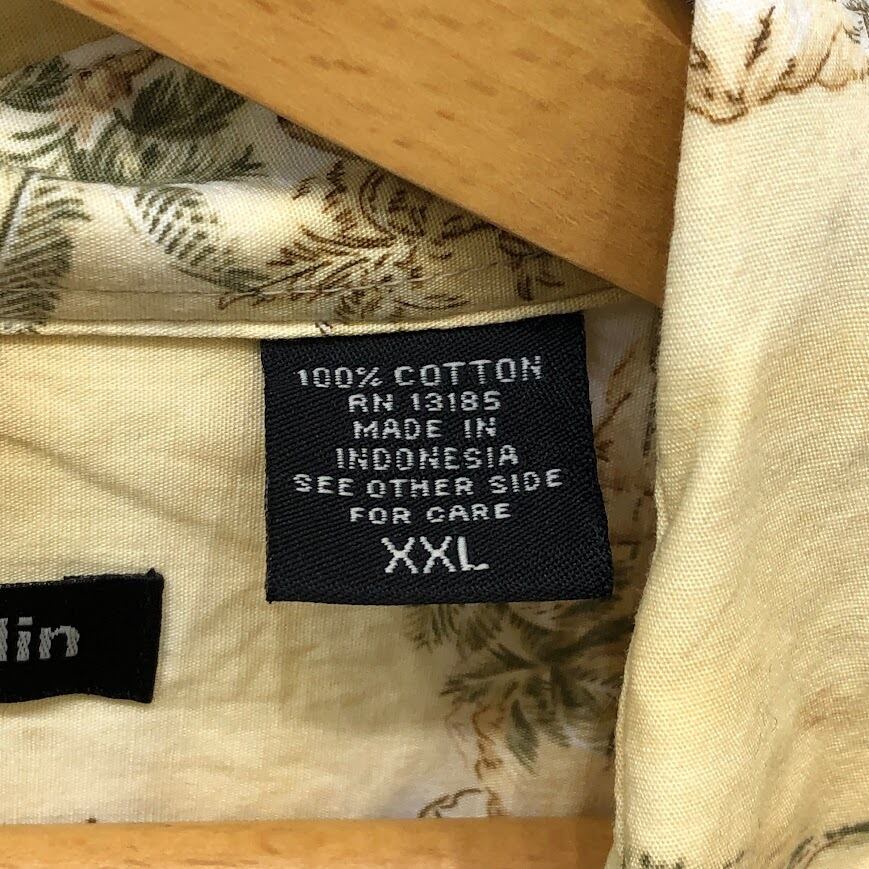 100% COTTON
RN 13185
MADE IN
INDONESIA
SEE OTHER SIDE
FOR CARE
XXL
lin